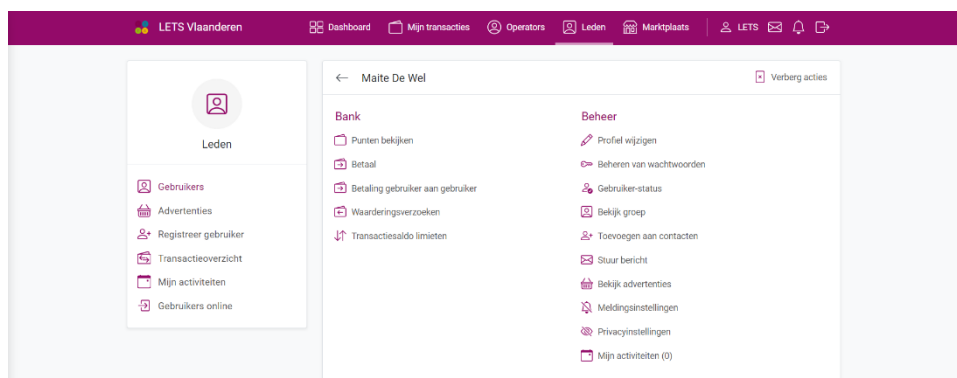 LETS Vlaanderen
Dashboard Mijn transacties Operators Leden Marktplaats LETS
Leden
Gebruikers
Advertenties
Registreer gebruiker
Transactieoverzicht
Mijn activiteiten
Gebruikers online
Maite De Wel
Verberg acties
Bank
Punten bekijken
Betaal
Betaling gebruiker aan gebruiker
Waarderingsverzoeken
Transactiesaldo limieten
Beheer
Profiel wijzigen
Beheren van wachtwoorden
Gebruiker-status
Bekijk groep
Toevoegen aan contacten
Stuur bericht
Bekijk advertenties
Meldingsinstellingen
Privacyinstellingen
Mijn activiteiten (0)